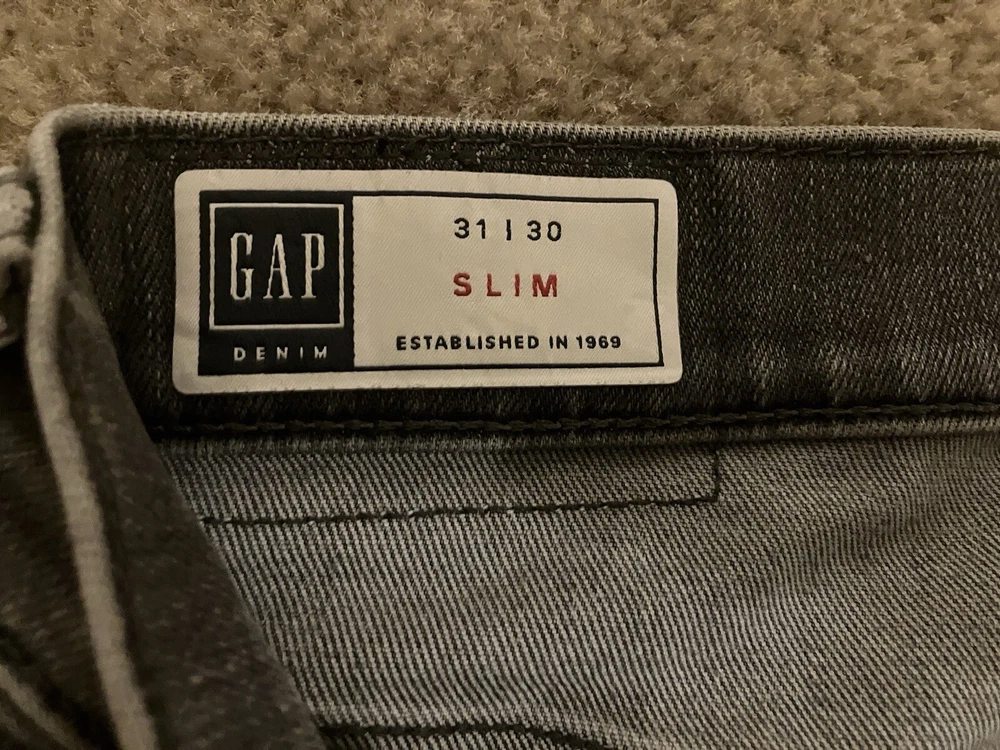 GAP
DENIM
31 | 30
SLIM
ESTABLISHED IN 1969